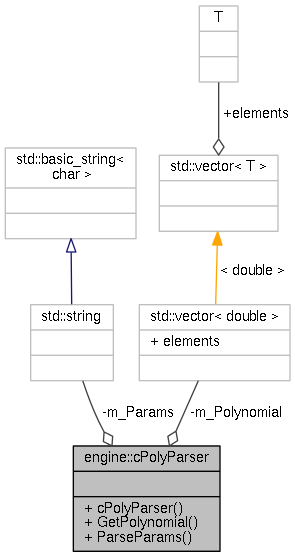 T
+elements
std::basic_string<
char >
std::vector< T >
< double >
std::string
std::vector< double >
+ elements
-m_Params
-m_Polynomial
engine::cPolyParser
+ cPolyParser()
+ GetPolynomial()
+ ParseParams()